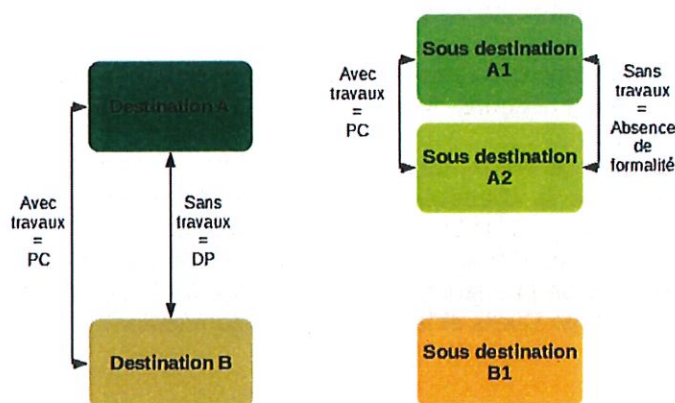 Destination A
Avec
travaux
=
PC
Sans
travaux
=
DP
Destination B
Sous destination
A1
Avec
travaux
=
PC
Sans
travaux
=
Absence
de
formalité
Sous destination
A2
Sous destination
B1